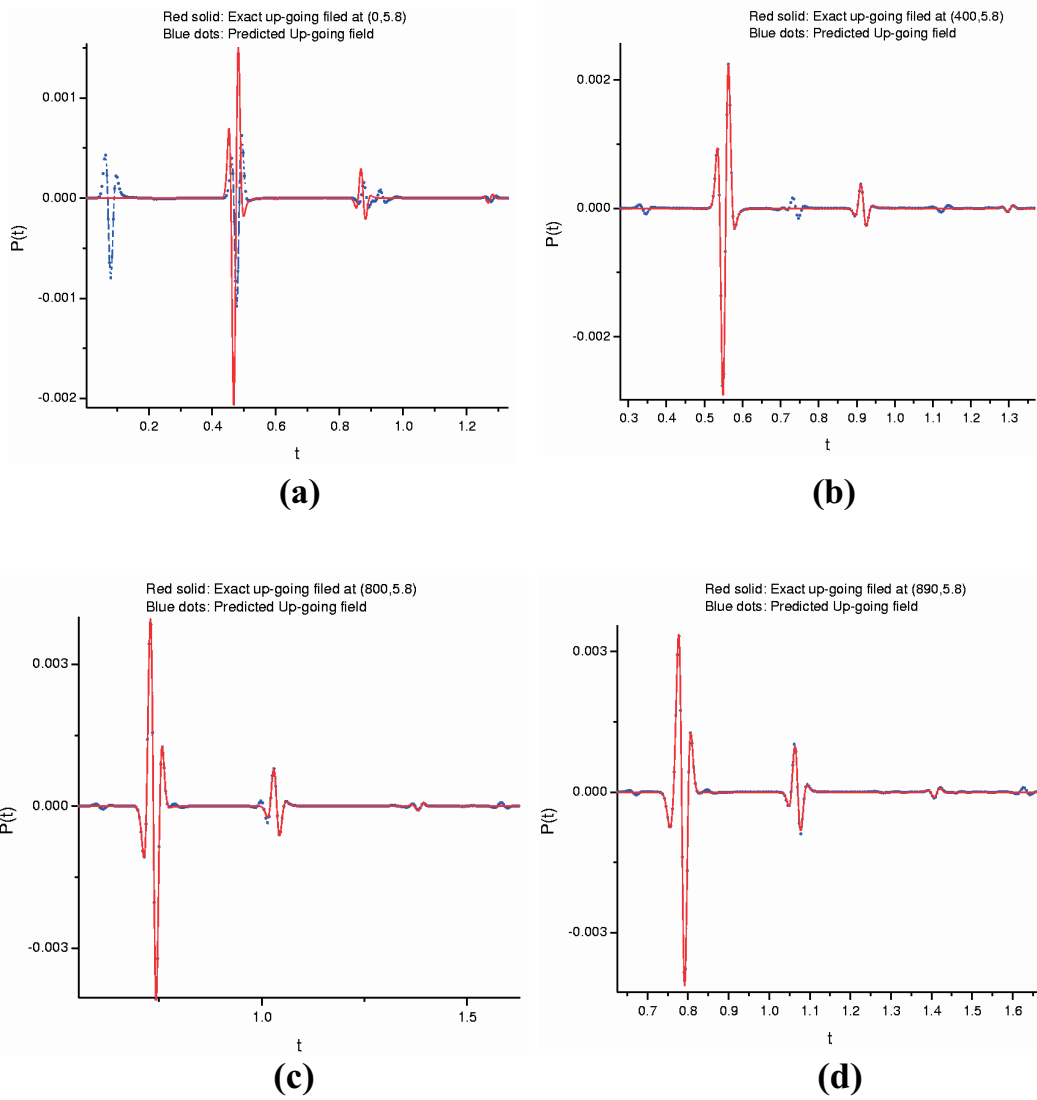 Red solid: Exact up-going filed at (0,5.8)
Blue dots: Predicted Up-going field
0.001
0.000
-0.001
-0.002
P(t)
0.2 0.4 0.6 0.8 1.0 1.2
t
(a)
Red solid: Exact up-going filed at (400,5.8)
Blue dots: Predicted Up-going field
0.002
0.000
-0.002
P(t)
0.3 0.4 0.5 0.6 0.7 0.8 0.9 1.0 1.1 1.2 1.3
t
(b)
Red solid: Exact up-going filed at (800,5.8)
Blue dots: Predicted Up-going field
0.003
0.000
-0.003
P(t)
1.0 1.5
t
(c)
Red solid: Exact up-going filed at (890,5.8)
Blue dots: Predicted Up-going field
0.003
0.000
-0.003
P(t)
0.7 0.8 0.9 1.0 1.1 1.2 1.3 1.4 1.5 1.6
t
(d)